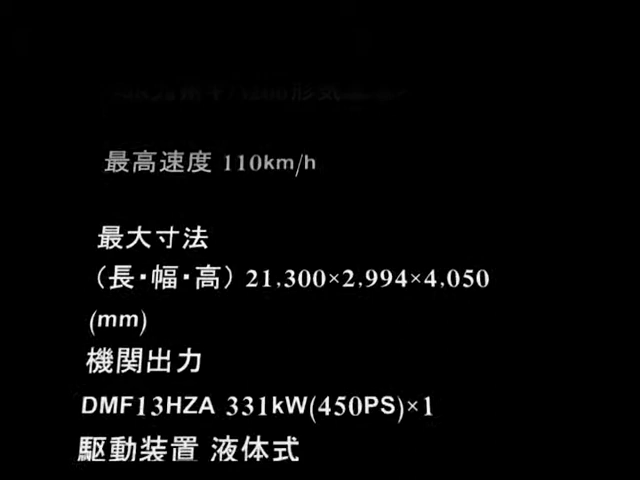 最高速度 110km/h
最大寸法
(長・幅・高) 21,300×2,994×4,050
(mm)
機関出力
DMF13HZA 331kW(450PS)×1
駆動装置 液体式